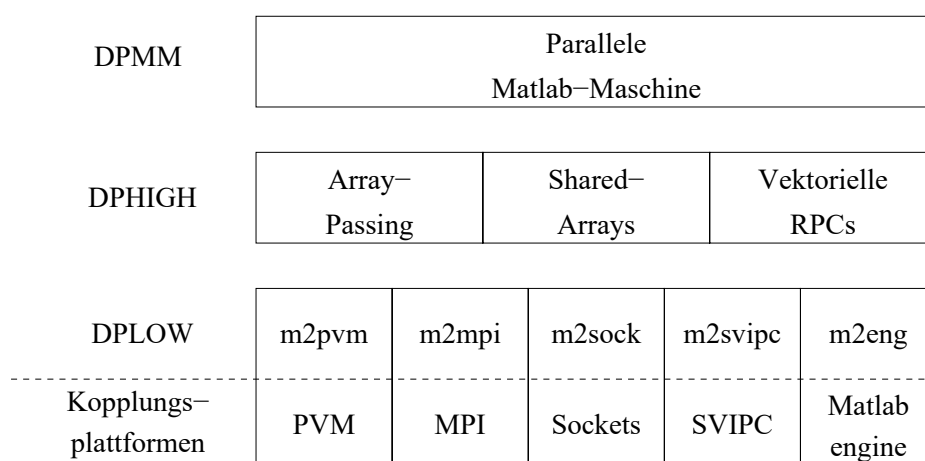 DPMM
Parallele
Matlab−Maschine
DPHIGH
Array−
Passing
Shared−
Arrays
Vektorielle
RPCs
DPLOW
m2pvm
m2mpi
m2sock
m2svipc
m2eng
Kopplungs−
plattformen
PVM
MPI
Sockets
SVIPC
Matlab
engine